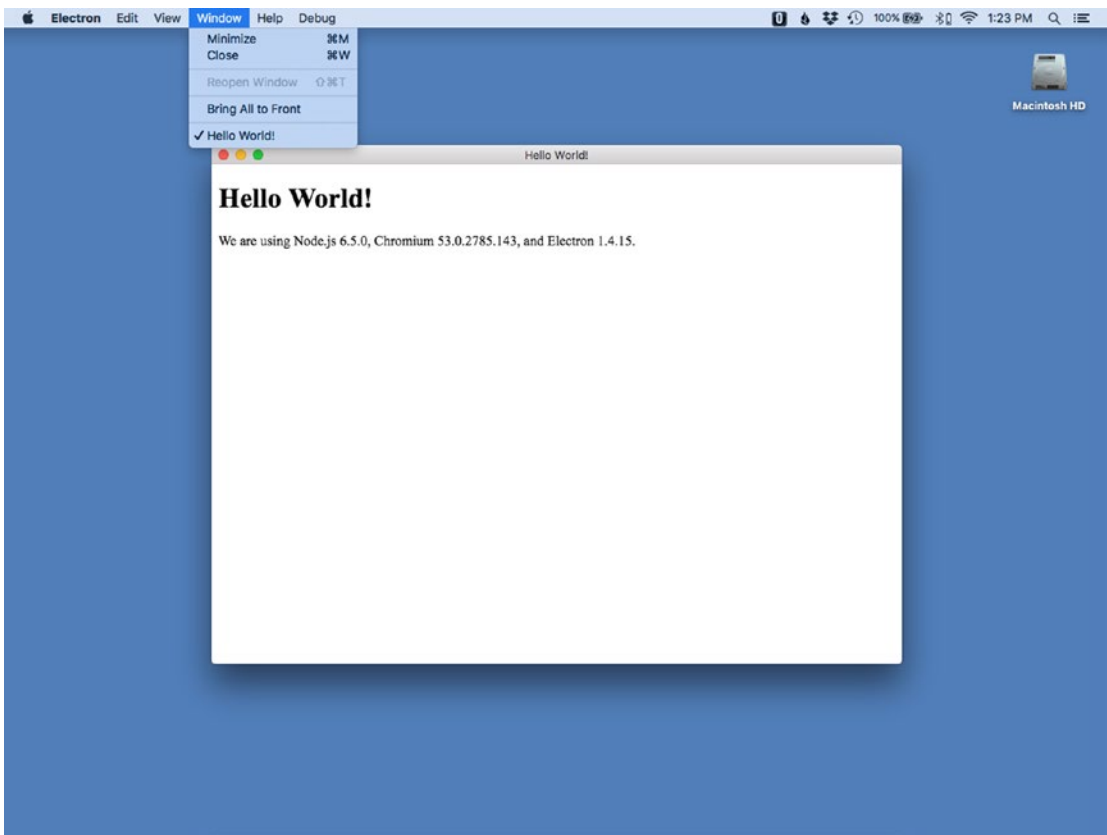 Electron Edit View Window Help Debug 100% 1:23 PM
Minimize ⌘M
Close ⌘W
Reopen Window ⇧⌘T
Bring All to Front
✓ Hello World!
Macintosh HD
Hello World!
Hello World!
We are using Node.js 6.5.0, Chromium 53.0.2785.143, and Electron 1.4.15.